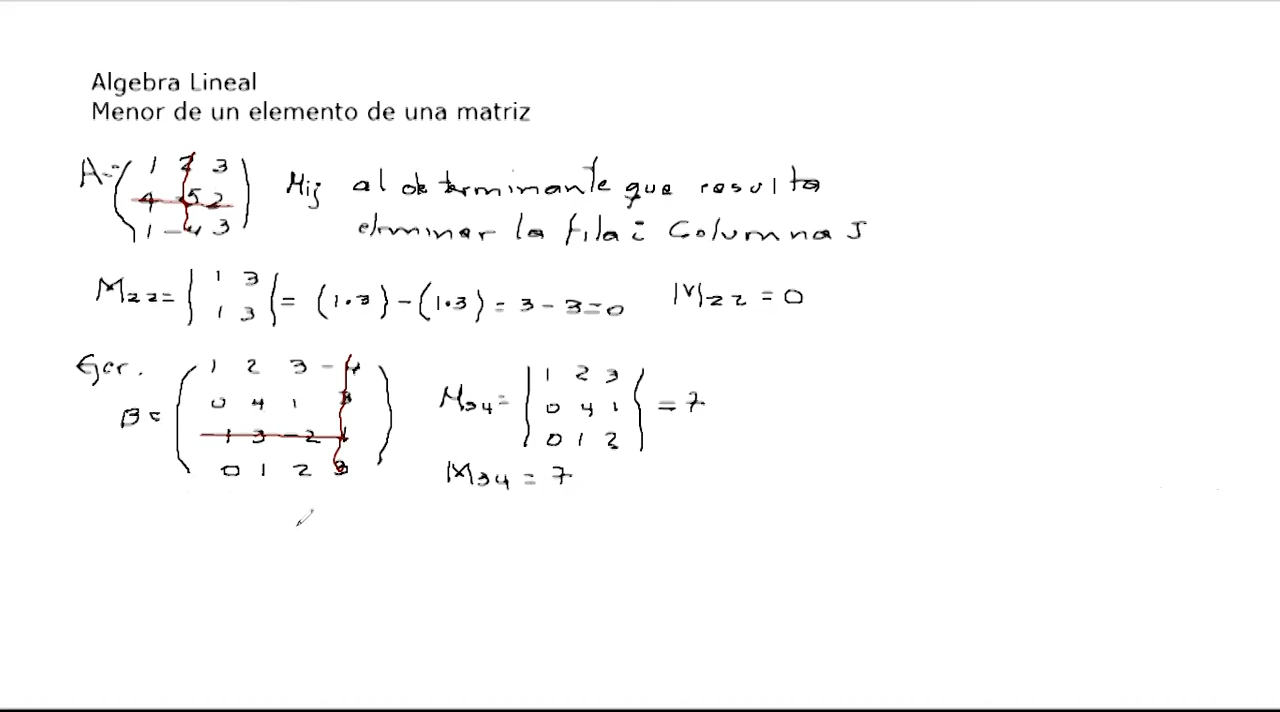 Algebra Lineal
Menor de un elemento de una matriz
A= ( 1 2 3
4 -5 2
1 -4 3 )
Mij al determinante que resulta
eliminar la fila i columna J
M22 = | 1 3
1 3 | = (1·3) - (1·3) = 3 - 3 = 0 M22 = 0
Ejer.
B = ( 1 2 3 -4
0 4 1
-1 3 -2 1
0 1 2 3 )
M34 = | 1 2 3
0 4 1
0 1 2 | = 7
M34 = 7